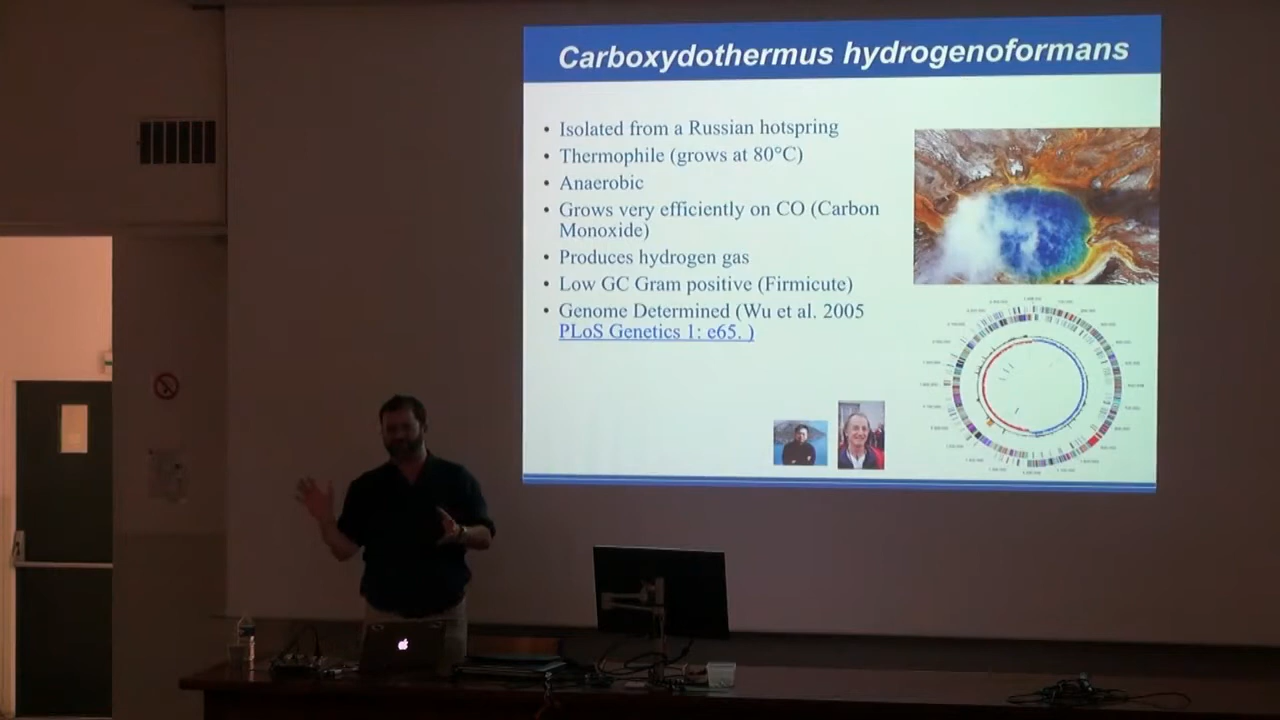 Carboxydothermus hydrogenoformans
• Isolated from a Russian hotspring
• Thermophile (grows at 80°C)
• Anaerobic
• Grows very efficiently on CO (Carbon
Monoxide)
• Produces hydrogen gas
• Low GC Gram positive (Firmicute)
• Genome Determined (Wu et al. 2005
PLoS Genetics 1: e65. )